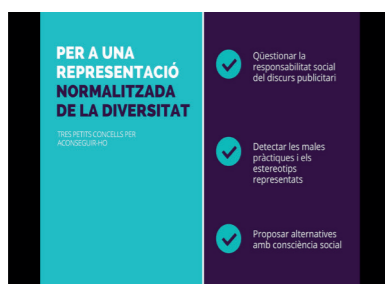 PER A UNA
REPRESENTACIÓ
NORMALITZADA
DE LA DIVERSITAT
TRES PETITS CONCELLS PER
ACONSEGUIR-HO
Qüestionar la
responsabilitat social
del discurs publicitari
Detectar les males
pràctiques i els
estereotips
representats
Proposar alternatives
amb consciència social